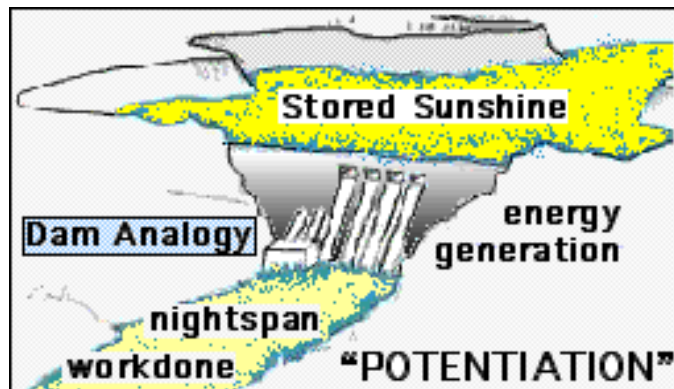 Stored Sunshine
Dam Analogy
energy
generation
nightspan
workdone
“POTENTIATION”